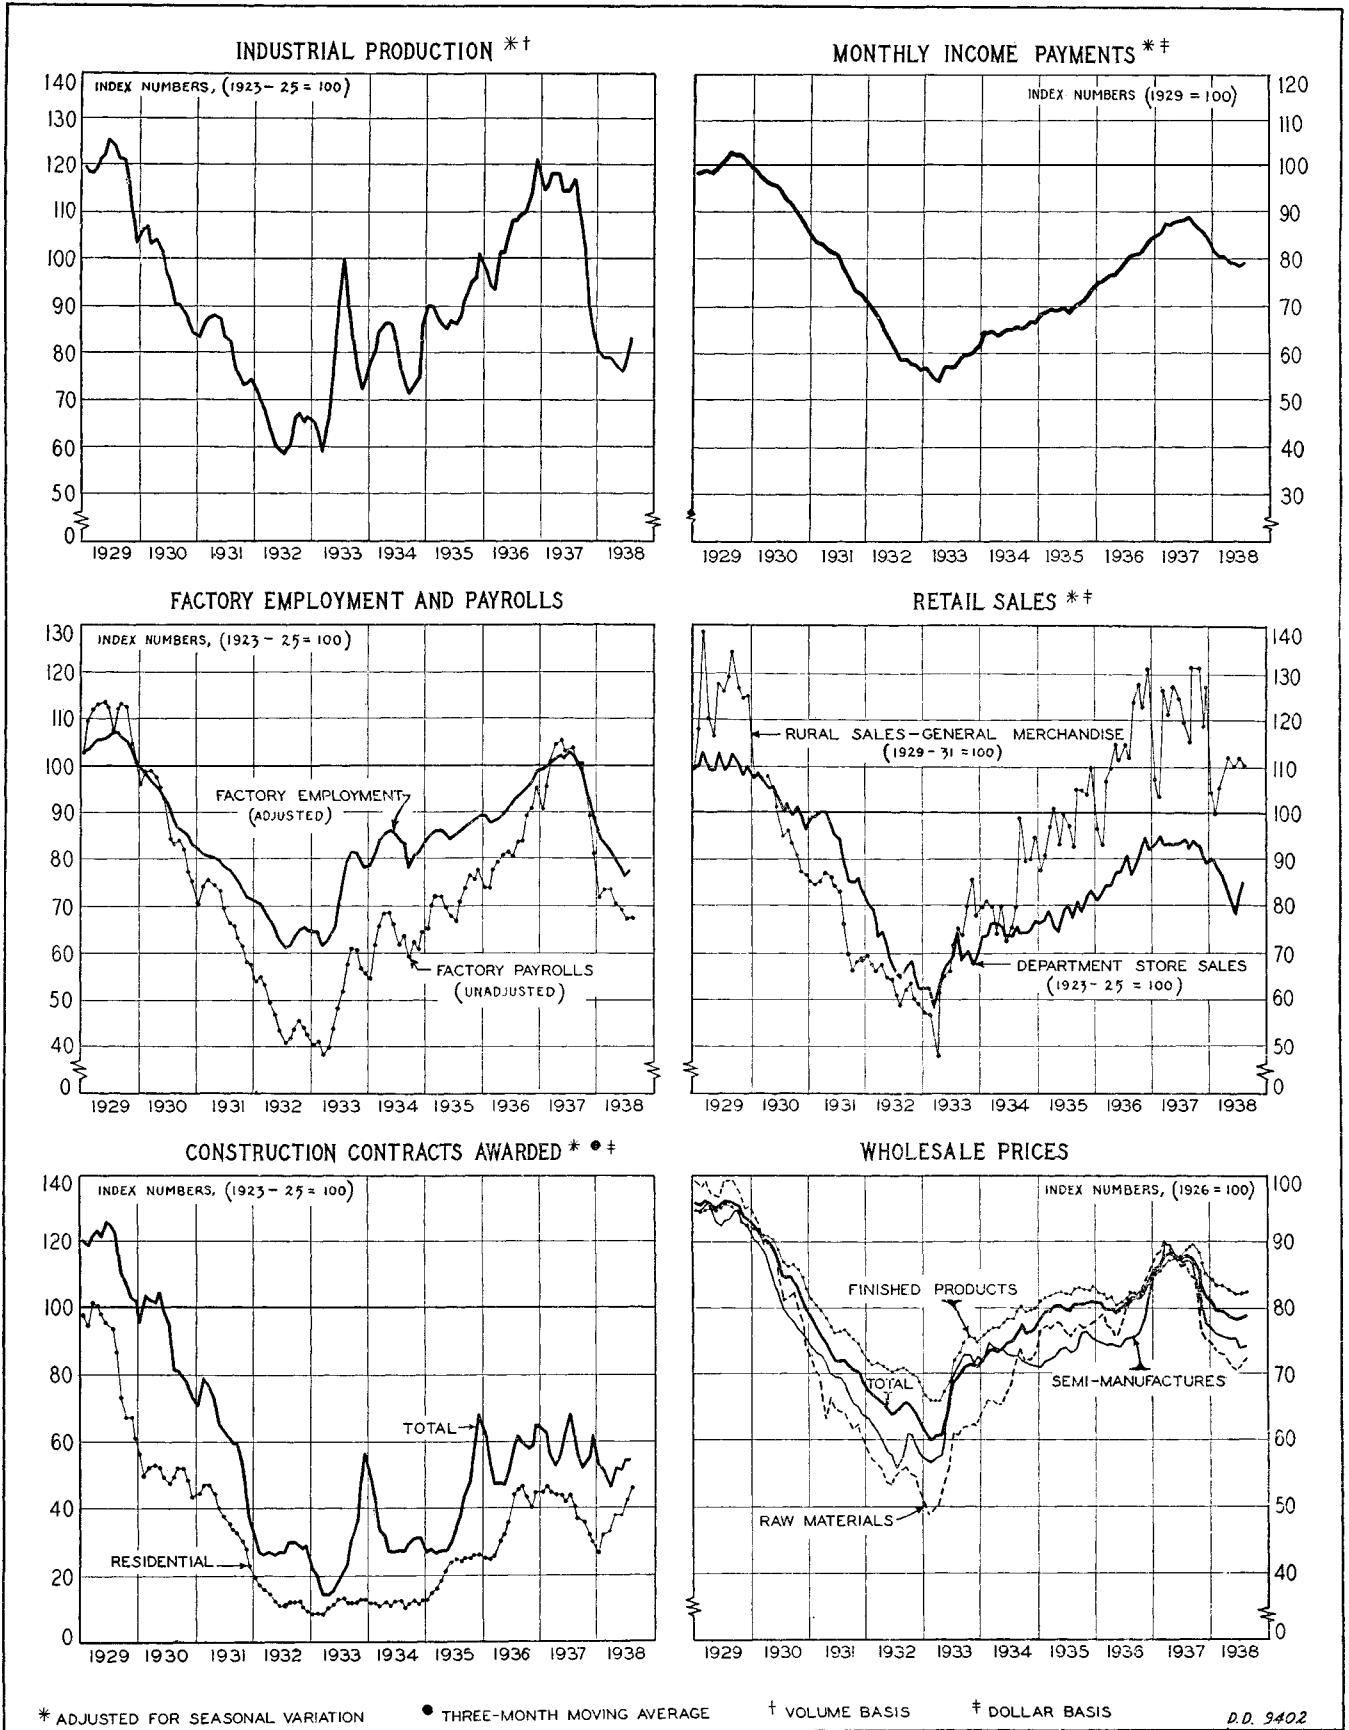 INDUSTRIAL PRODUCTION *†
INDEX NUMBERS, (1923-25=100)
140
130
120
110
100
90
80
70
60
50
0
1929 1930 1931 1932 1933 1934 1935 1936 1937 1938
MONTHLY INCOME PAYMENTS *‡
INDEX NUMBERS (1929=100)
120
110
100
90
80
70
60
50
40
30
1929 1930 1931 1932 1933 1934 1935 1936 1937 1938
FACTORY EMPLOYMENT AND PAYROLLS
INDEX NUMBERS, (1923-25=100)
130
120
110
100
90
80
70
60
50
40
0
FACTORY EMPLOYMENT
(ADJUSTED)
FACTORY PAYROLLS
(UNADJUSTED)
1929 1930 1931 1932 1933 1934 1935 1936 1937 1938
RETAIL SALES *‡
140
130
120
110
100
90
80
70
60
50
0
RURAL SALES-GENERAL MERCHANDISE
(1929-31=100)
DEPARTMENT STORE SALES
(1923-25=100)
1929 1930 1931 1932 1933 1934 1935 1936 1937 1938
CONSTRUCTION CONTRACTS AWARDED * ● ‡
INDEX NUMBERS, (1923-25=100)
140
120
100
80
60
40
20
0
TOTAL
RESIDENTIAL
1929 1930 1931 1932 1933 1934 1935 1936 1937 1938
WHOLESALE PRICES
INDEX NUMBERS, (1926=100)
100
90
80
70
60
50
40
0
FINISHED PRODUCTS
TOTAL
SEMI-MANUFACTURES
RAW MATERIALS
1929 1930 1931 1932 1933 1934 1935 1936 1937 1938
* ADJUSTED FOR SEASONAL VARIATION ● THREE-MONTH MOVING AVERAGE † VOLUME BASIS ‡ DOLLAR BASIS D.D. 9402